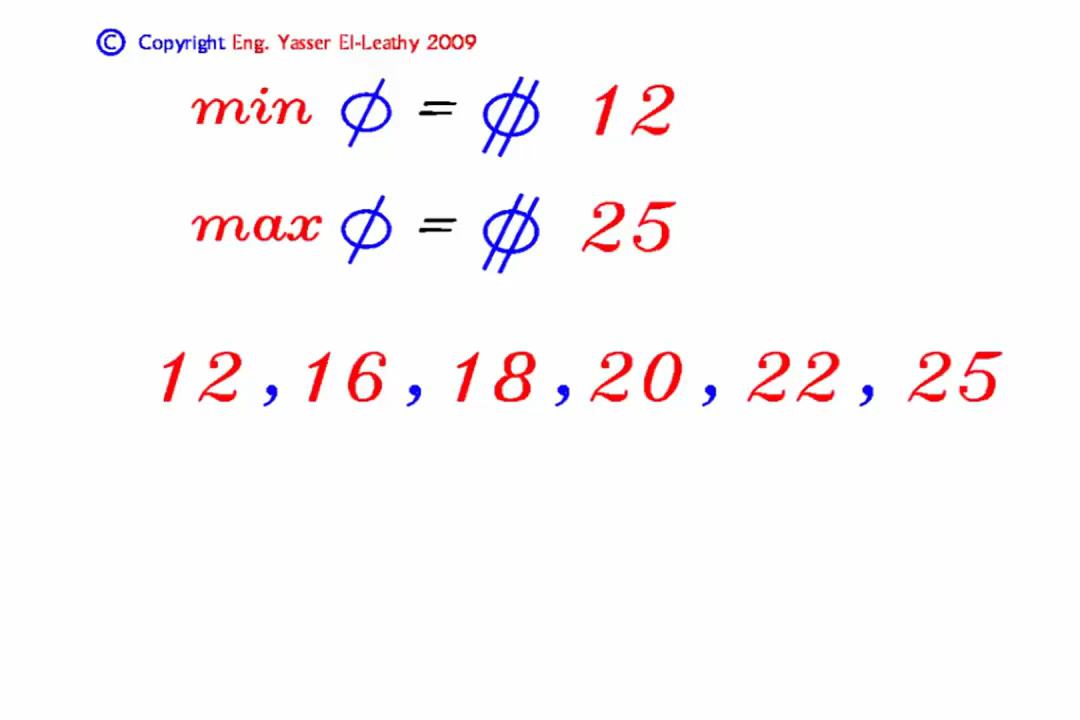 © Copyright Eng. Yasser El-Leathy 2009
min ϕ = ⌀ 12
max ϕ = ⌀ 25
12 , 16 , 18 , 20 , 22 , 25